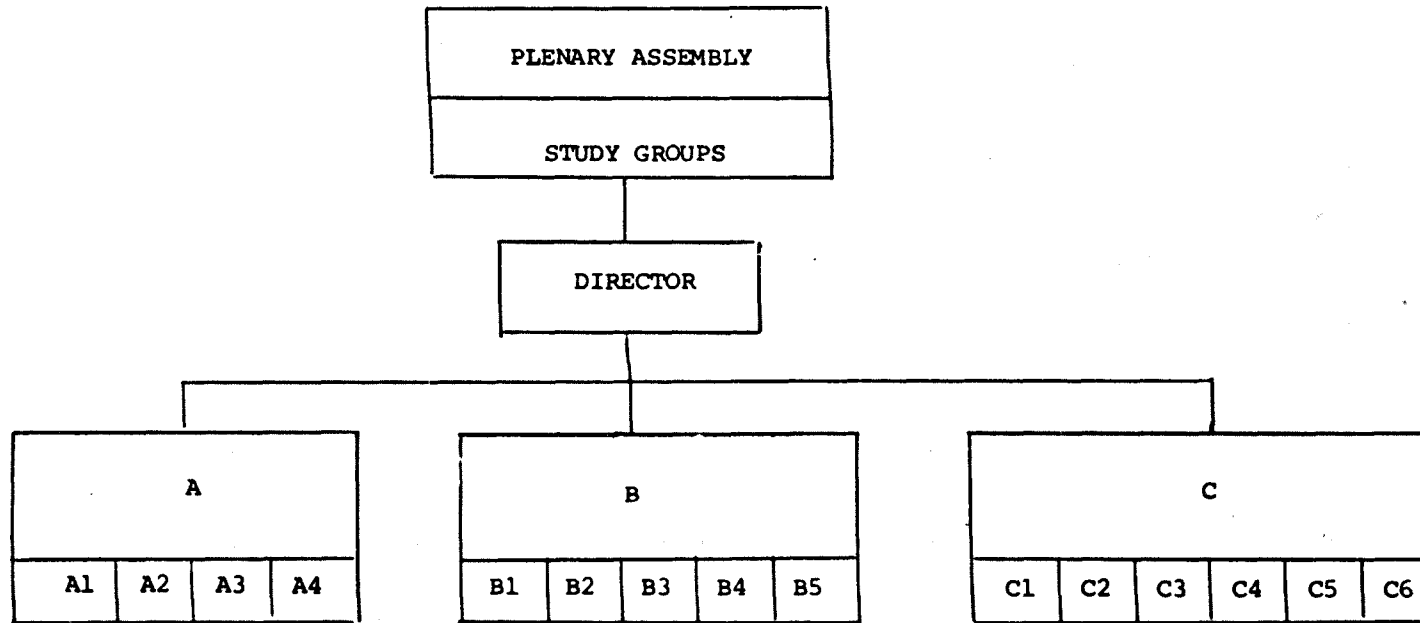 PLENARY ASSEMBLY
STUDY GROUPS
DIRECTOR
A B C
A1 A2 A3 A4 B1 B2 B3 B4 B5 C1 C2 C3 C4 C5 C6